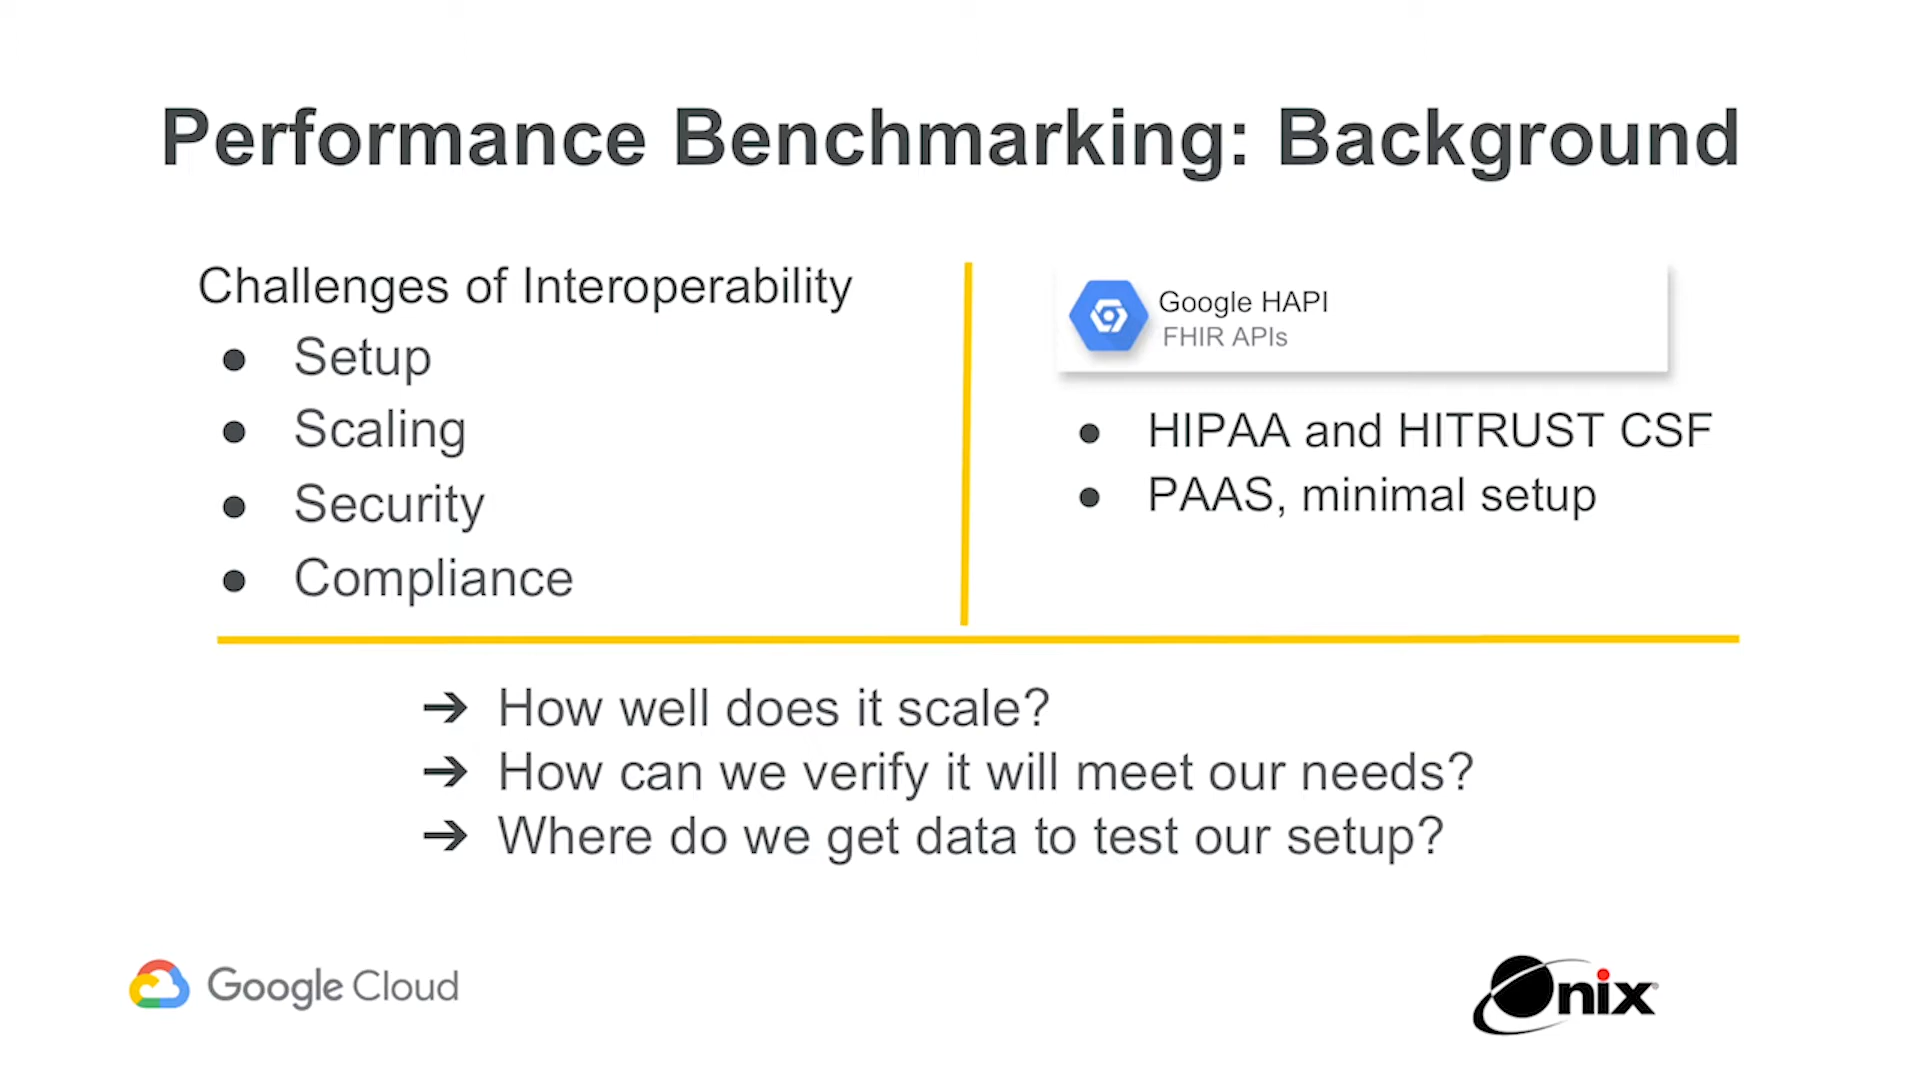 Performance Benchmarking: Background
Challenges of Interoperability
● Setup
● Scaling
● Security
● Compliance
Google HAPI
FHIR APIs
● HIPAA and HITRUST CSF
● PAAS, minimal setup
➔ How well does it scale?
➔ How can we verify it will meet our needs?
➔ Where do we get data to test our setup?
Google Cloud
Onix®